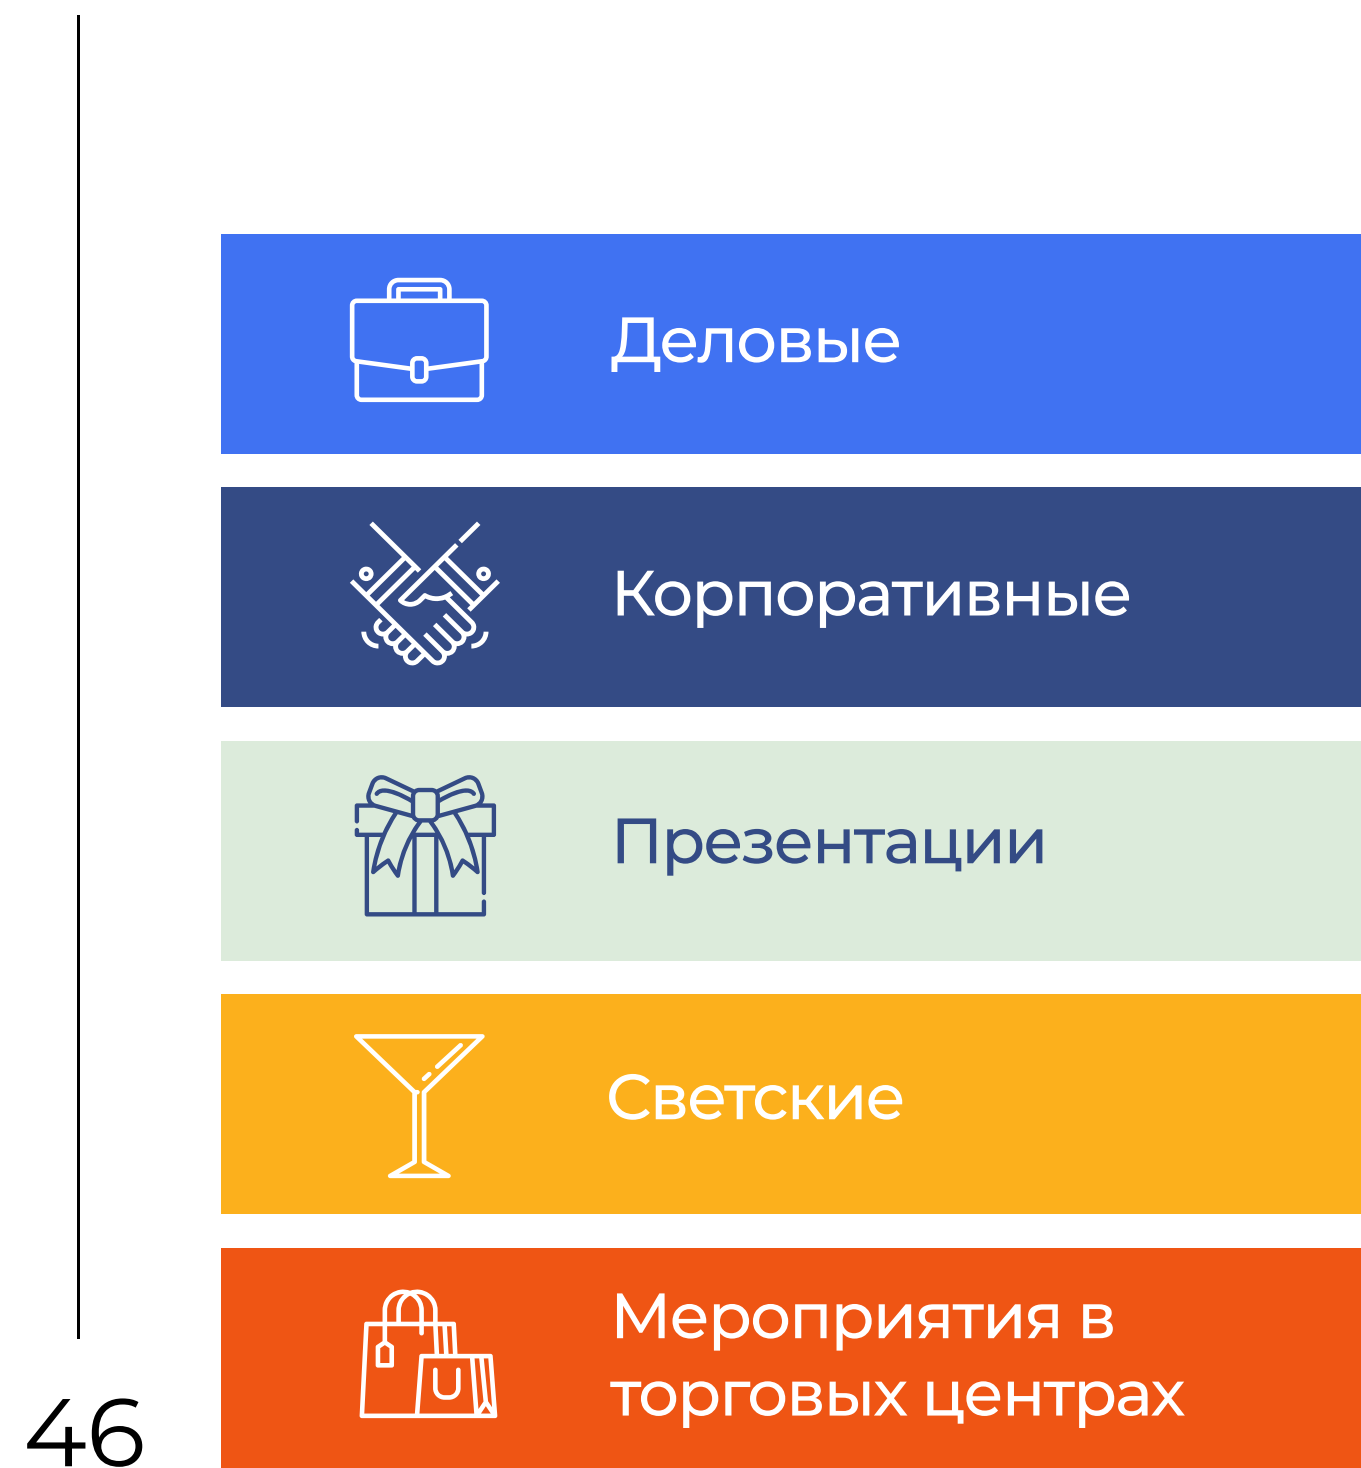 Деловые
Корпоративные
Презентации
Светские
Мероприятия в
торговых центрах
46